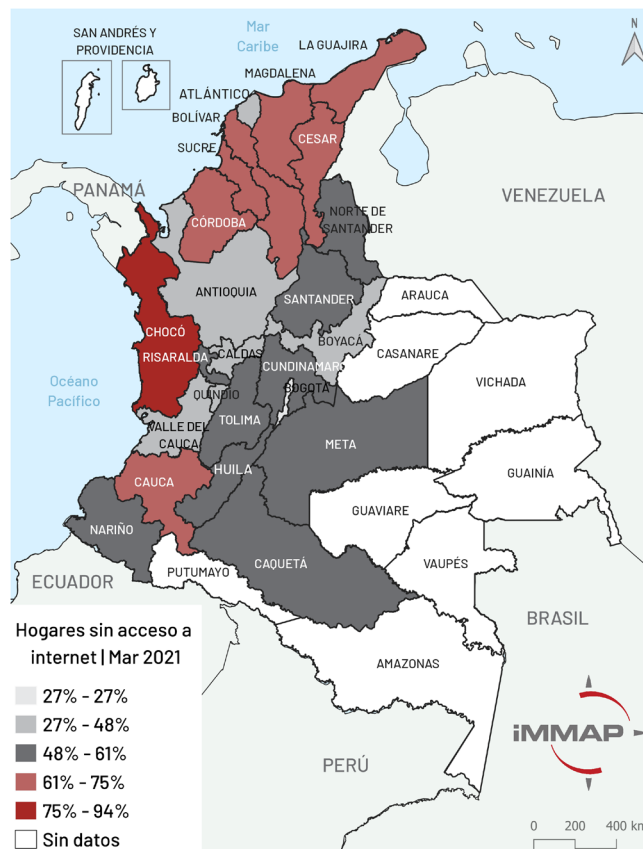 SAN ANDRÉS Y
PROVIDENCIA
Mar
Caribe
N
LA GUAJIRA
MAGDALENA
ATLÁNTICO
BOLÍVAR
CESAR
SUCRE
PANAMÁ
VENEZUELA
CÓRDOBA
NORTE DE
SANTANDER
ANTIOQUIA
SANTANDER
ARAUCA
CHOCÓ
BOYACÁ
RISARALDA
CALDAS
CASANARE
CUNDINAMAR
VICHADA
Océano
Pacífico
QUINDÍO
BOGOTÁ
TOLIMA
VALLE DEL
CAUCA
META
HUILA
GUAINÍA
CAUCA
GUAVIARE
NARIÑO
CAQUETÁ
VAUPÉS
PUTUMAYO
ECUADOR
BRASIL
AMAZONAS
PERÚ
Hogares sin acceso a
internet | Mar 2021
27% - 27%
27% - 48%
48% - 61%
61% - 75%
75% - 94%
Sin datos
iMMAP
0 200 400 km